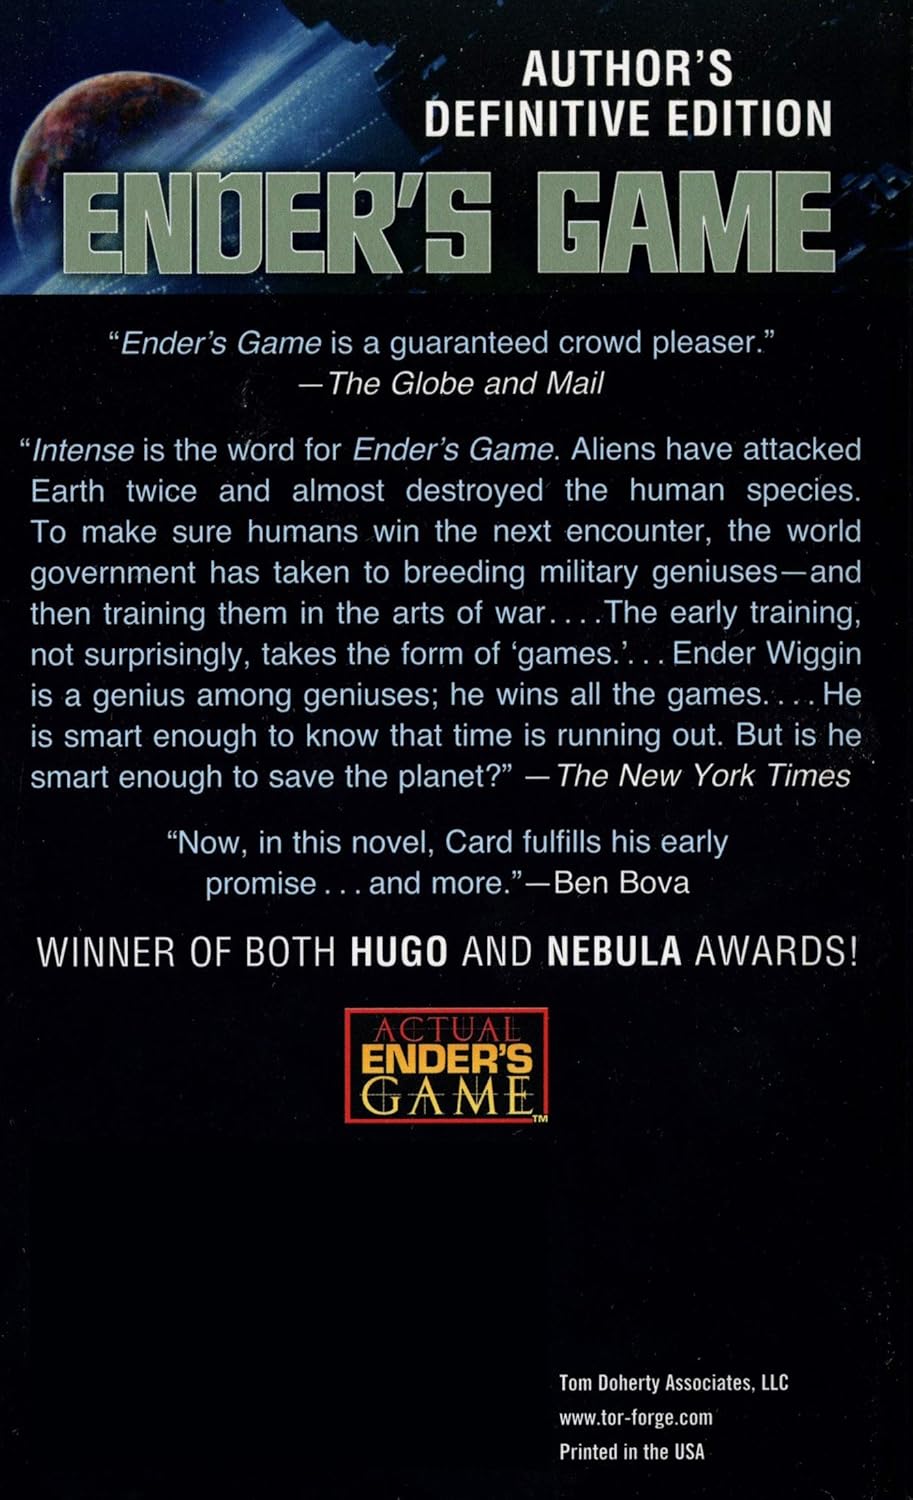 AUTHOR'S
DEFINITIVE EDITION
ENDER'S GAME
“Ender's Game is a guaranteed crowd pleaser.”
—The Globe and Mail
“Intense is the word for Ender's Game. Aliens have attacked
Earth twice and almost destroyed the human species.
To make sure humans win the next encounter, the world
government has taken to breeding military geniuses—and
then training them in the arts of war....The early training,
not surprisingly, takes the form of ‘games.’... Ender Wiggin
is a genius among geniuses; he wins all the games....He
is smart enough to know that time is running out. But is he
smart enough to save the planet?” —The New York Times
“Now, in this novel, Card fulfills his early
promise...and more.”—Ben Bova
WINNER OF BOTH HUGO AND NEBULA AWARDS!
ACTUAL
ENDER'S
GAME™
Tom Doherty Associates, LLC
www.tor-forge.com
Printed in the USA